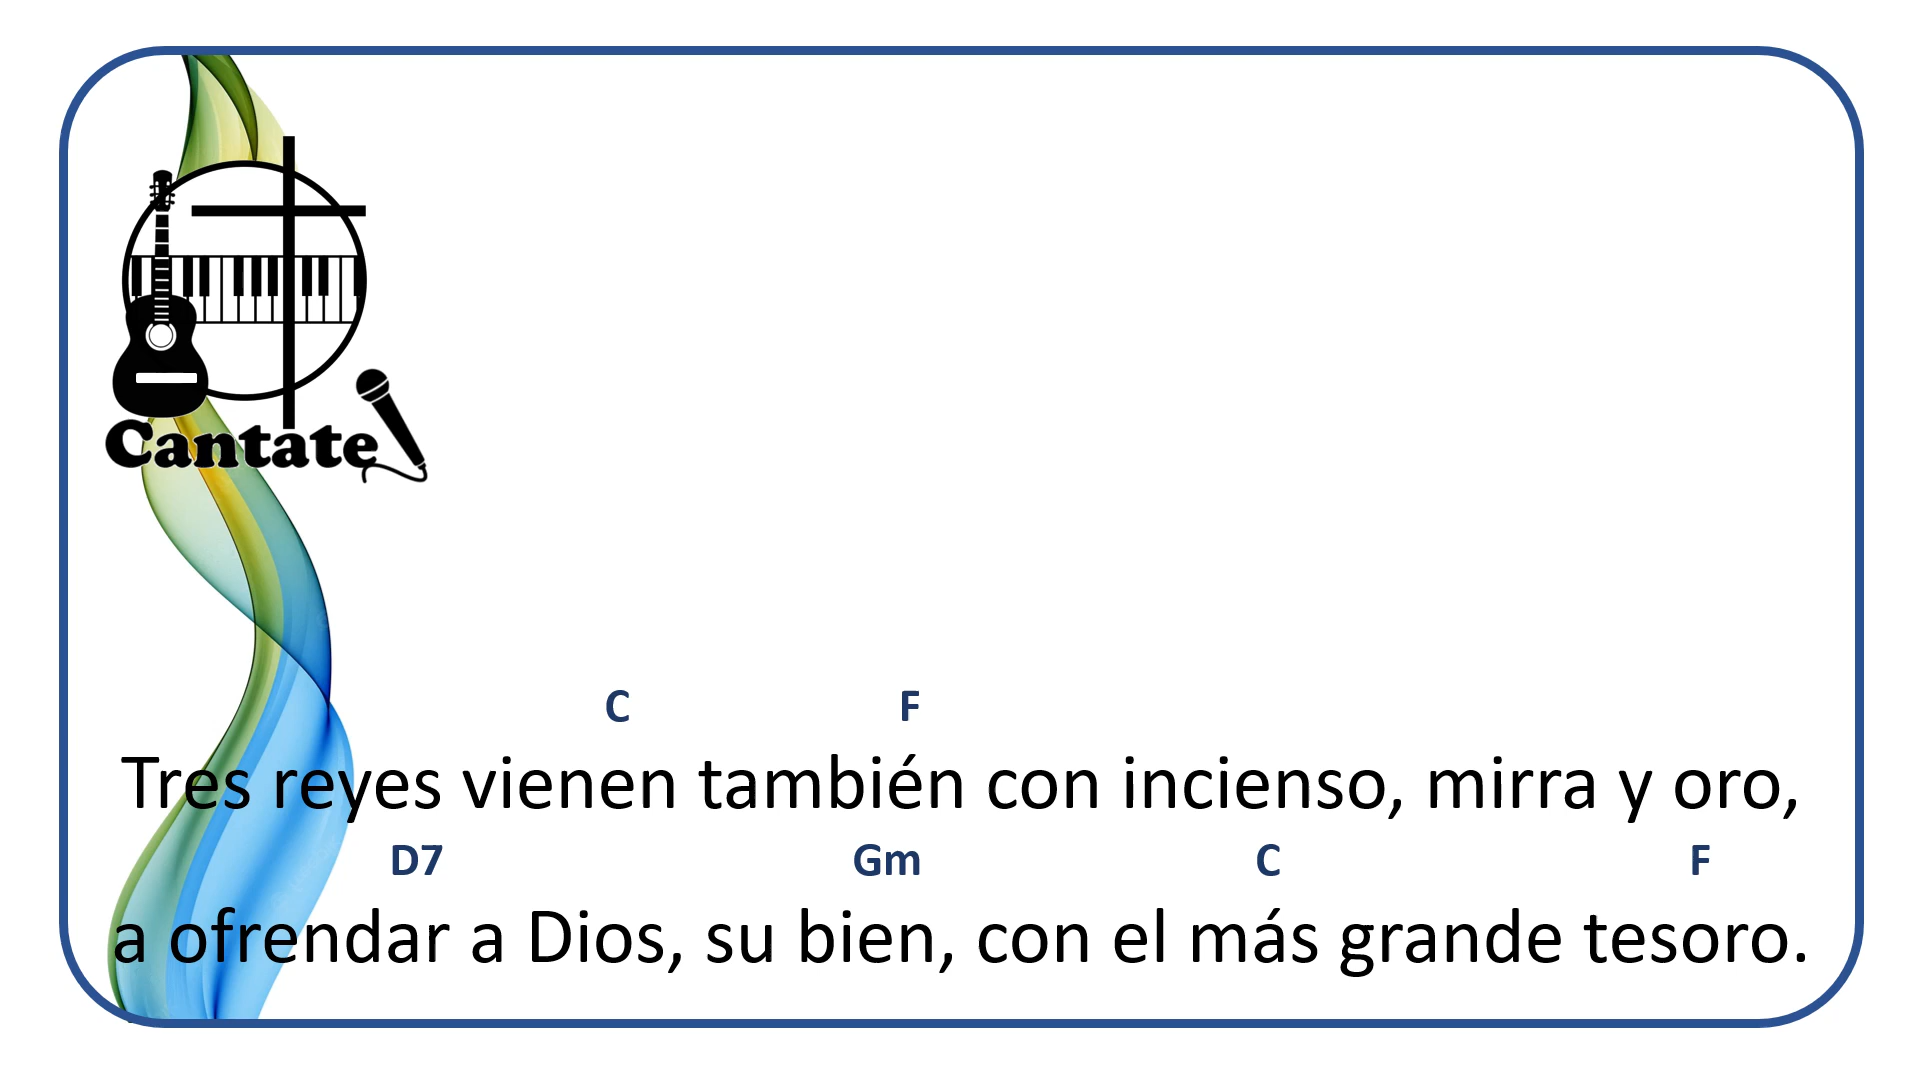 Cantate
C F
Tres reyes vienen también con incienso, mirra y oro,
D7 Gm C F
a ofrendar a Dios, su bien, con el más grande tesoro.